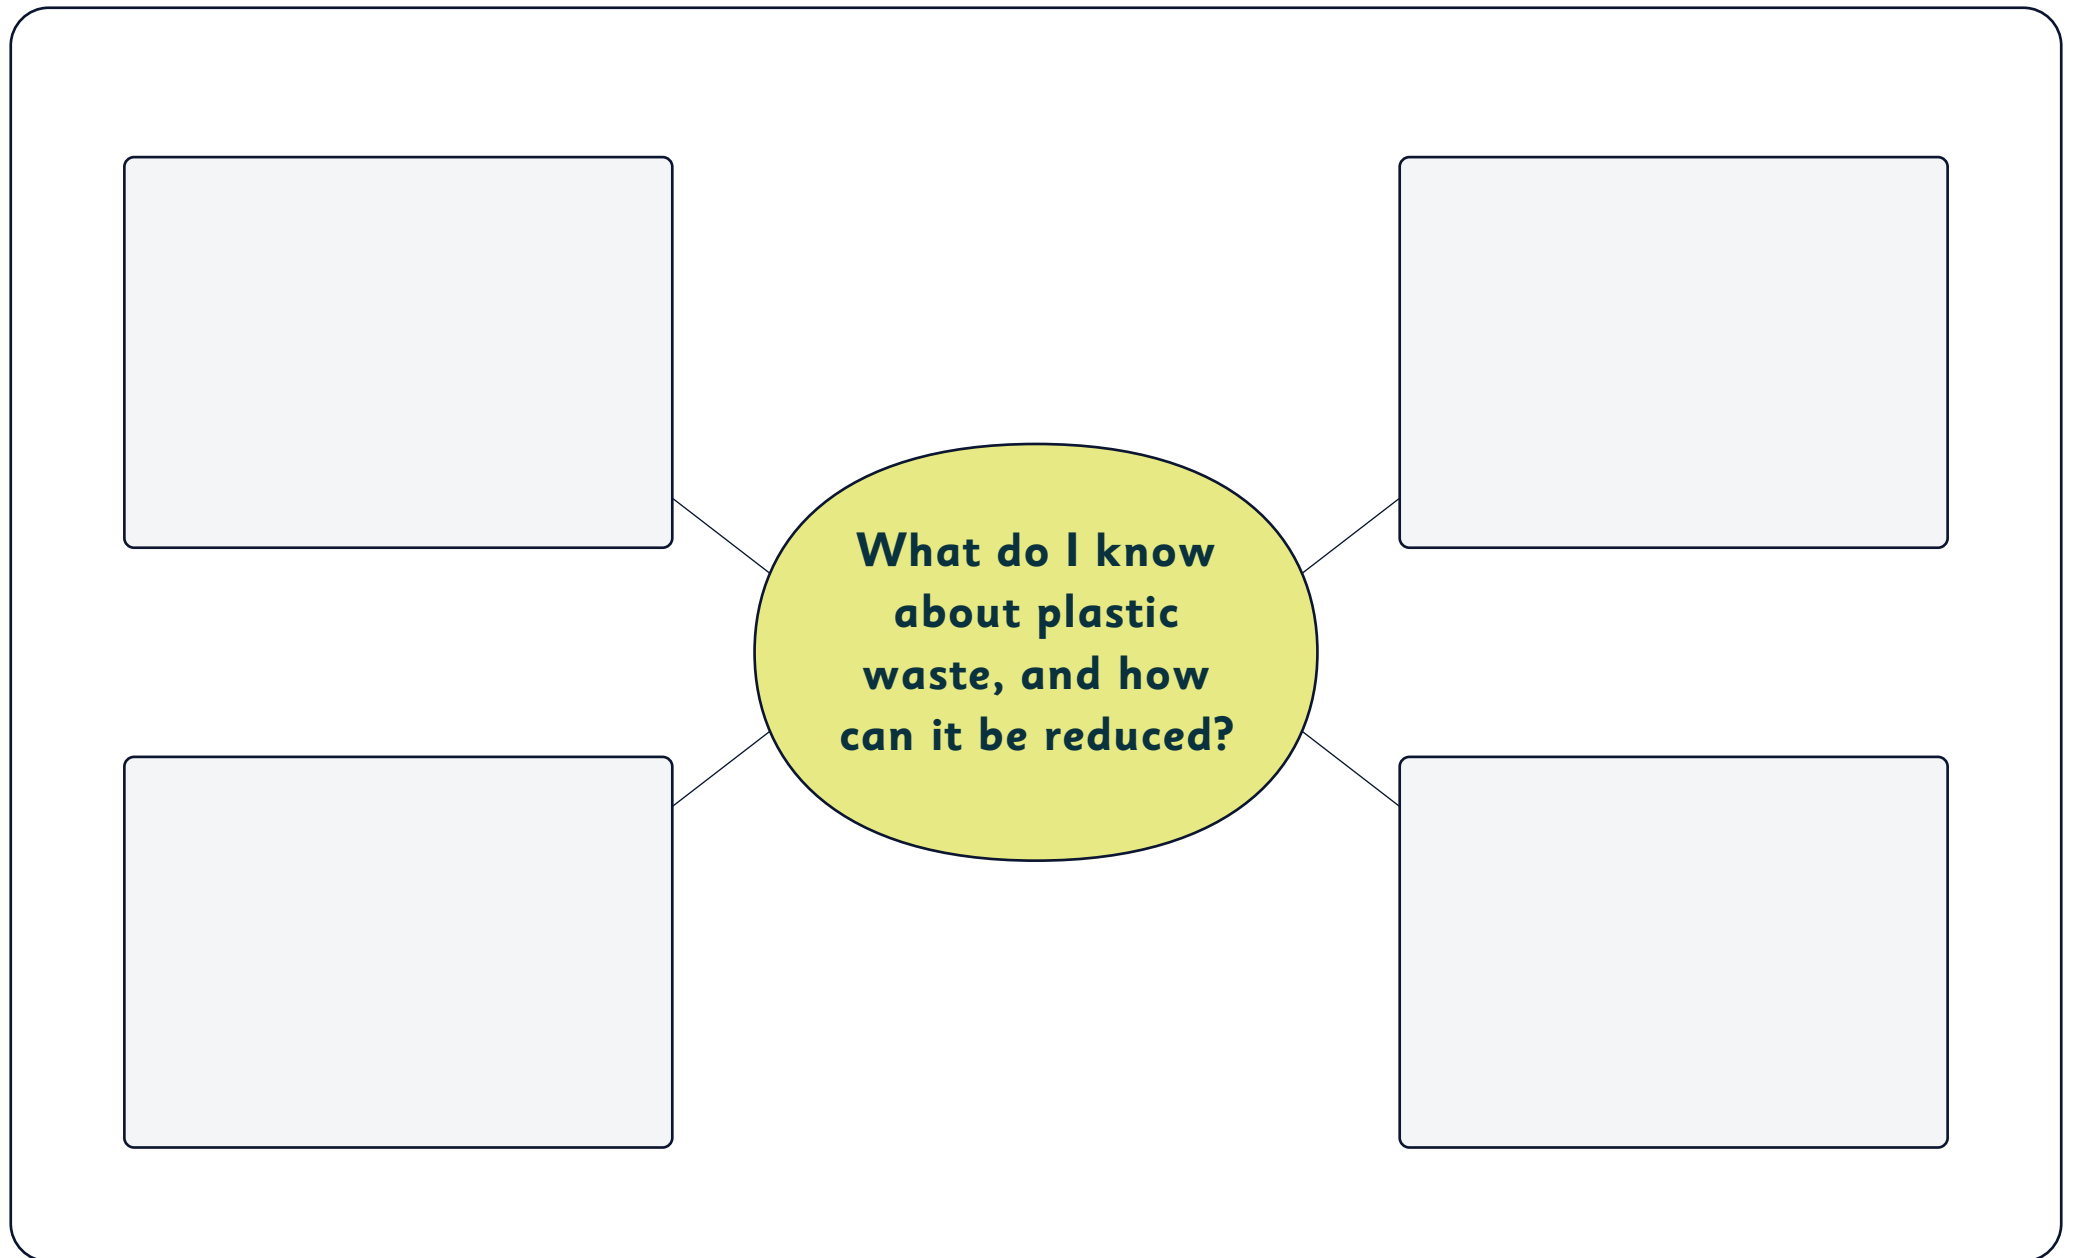 What do I know
about plastic
waste, and how
can it be reduced?